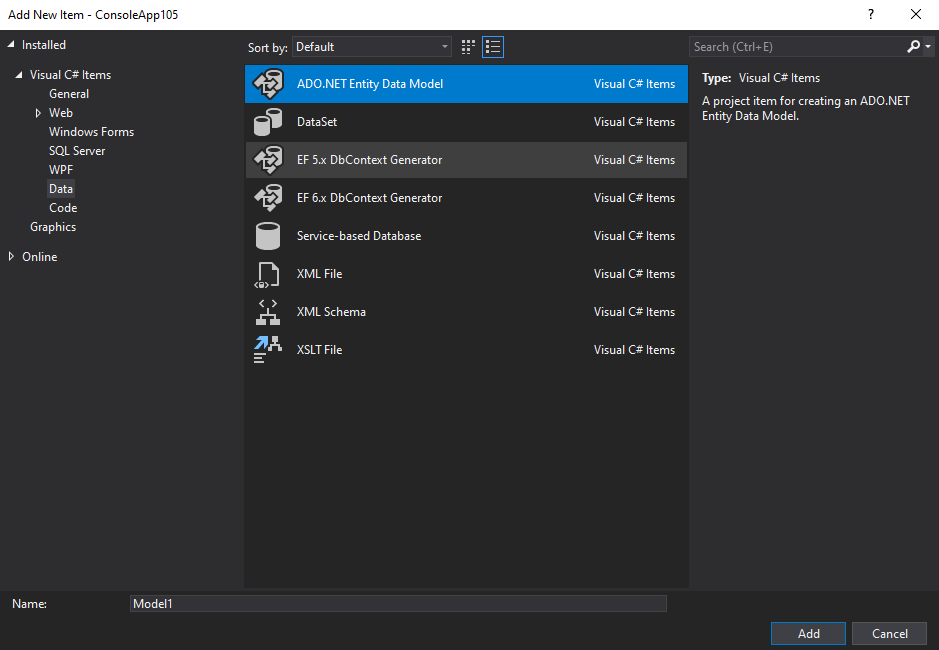 Add New Item - ConsoleApp105
?
Installed
Visual C# Items
General
Web
Windows Forms
SQL Server
WPF
Data
Code
Graphics
Online
Sort by: Default
ADO.NET Entity Data Model Visual C# Items
DataSet Visual C# Items
EF 5.x DbContext Generator Visual C# Items
EF 6.x DbContext Generator Visual C# Items
Service-based Database Visual C# Items
XML File Visual C# Items
XML Schema Visual C# Items
XSLT File Visual C# Items
Search (Ctrl+E)
Type: Visual C# Items
A project item for creating an ADO.NET
Entity Data Model.
Name: Model1
Add Cancel